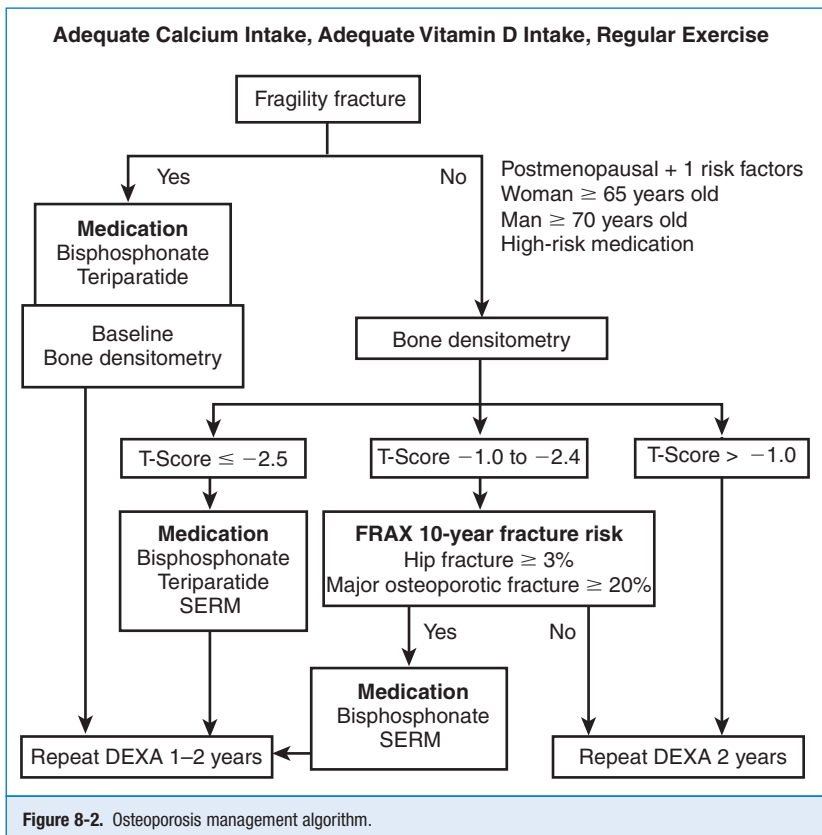 Adequate Calcium Intake, Adequate Vitamin D Intake, Regular Exercise
Fragility fracture
Yes
No
Postmenopausal + 1 risk factors
Woman ≥ 65 years old
Man ≥ 70 years old
High-risk medication
Medication
Bisphosphonate
Teriparatide
Baseline
Bone densitometry
Bone densitometry
T-Score ≤ −2.5
T-Score −1.0 to −2.4
T-Score > −1.0
Medication
Bisphosphonate
Teriparatide
SERM
FRAX 10-year fracture risk
Hip fracture ≥ 3%
Major osteoporotic fracture ≥ 20%
Yes
No
Medication
Bisphosphonate
SERM
Repeat DEXA 1–2 years
Repeat DEXA 2 years
Figure 8-2. Osteoporosis management algorithm.